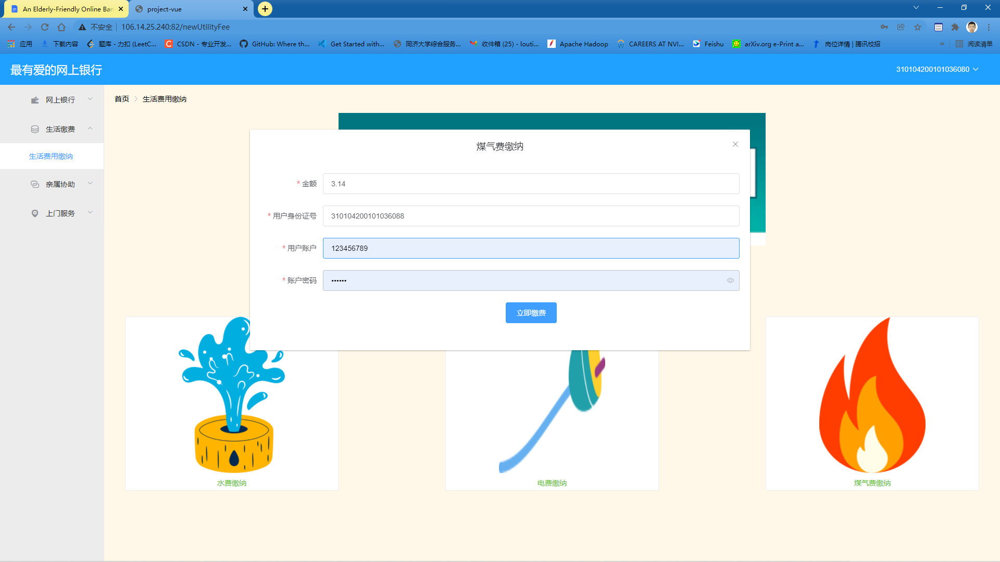 An Elderly-Friendly Online Ban
project-vue
不安全
106.14.25.240:82/newUtilityFee
应用
下载内容
题库 - 力扣 (LeetC...
CSDN - 专业开发...
GitHub: Where th...
Get Started with...
同济大学综合服务...
收件箱 (25) - louti...
Apache Hadoop
CAREERS AT NVI...
Feishu
arXiv.org e-Print a...
岗位详情 | 腾讯校招
»
阅读清单
最有爱的网上银行
310104200101036080
网上银行
生活缴费
生活费用缴纳
亲属协助
上门服务
首页
生活费用缴纳
煤气费缴纳
* 金额
3.14
* 用户身份证号
310104200101036088
* 用户账户
123456789
* 账户密码
••••••
立即缴费
水费缴纳
电费缴纳
煤气费缴纳